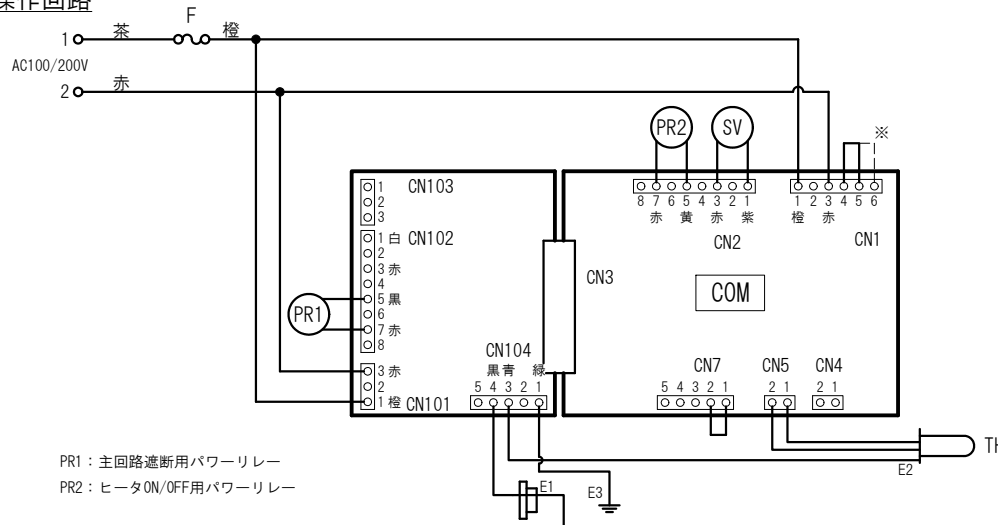 操作回路
F
1 茶 橙
AC100/200V
2 赤
PR2 SV ※
8 7 6 5 4 3 2 1
赤 黄 赤 紫
CN2
1 2 3 4 5 6
橙 赤
CN1
1 CN103
2
3
1 白 CN102
2
3 赤
4
5 黒
6
7 赤
8
PR1
CN3
COM
3 赤
2
1 橙 CN101
CN104
黒 青 緑
5 4 3 2 1
CN7
5 4 3 2 1
CN5
2 1
CN4
2 1
E2
E1
E3
PR1：主回路遮断用パワーリレー
PR2：ヒータON/OFF用パワーリレー